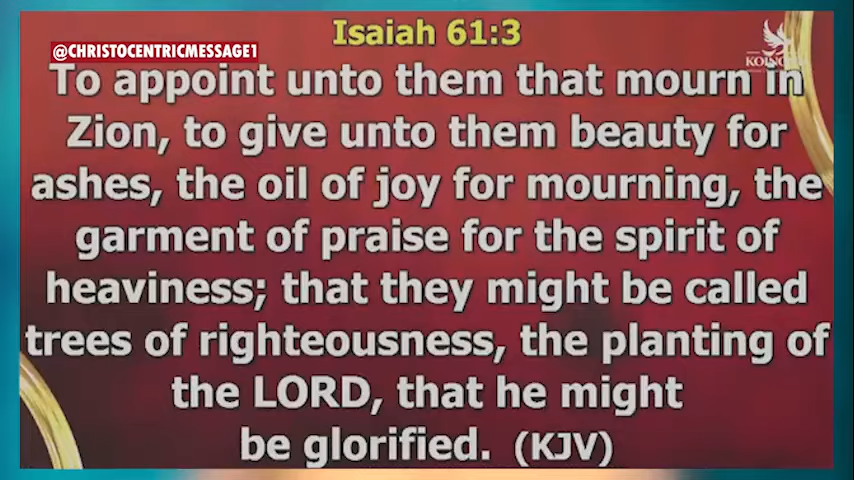 Isaiah 61:3
@CHRISTOCENTRICMESSAGE1
To appoint unto them that mourn in
Zion, to give unto them beauty for
ashes, the oil of joy for mourning, the
garment of praise for the spirit of
heaviness; that they might be called
trees of righteousness, the planting of
the LORD, that he might
be glorified. (KJV)